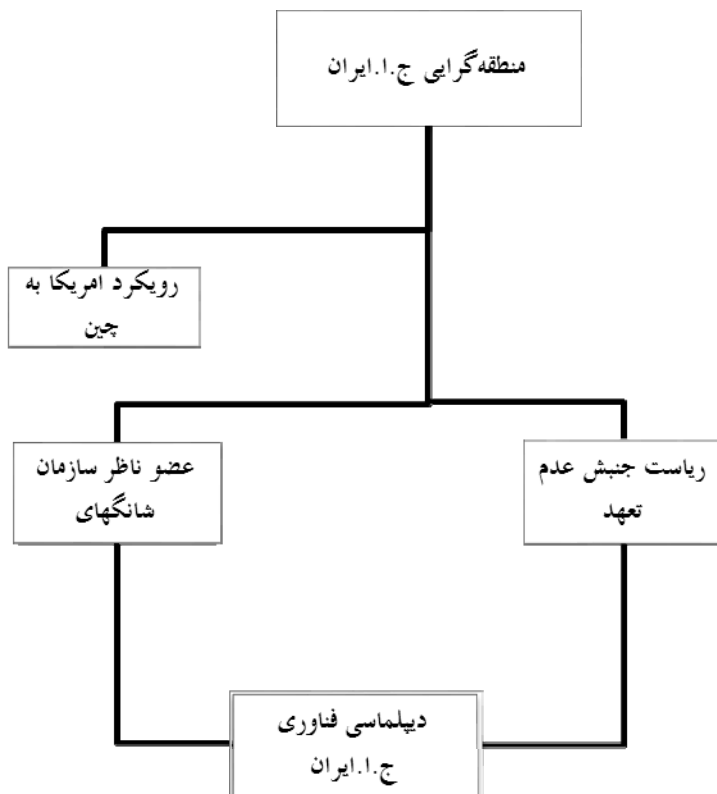 منطقه‌گرایی ج.ا.ایران
رویکرد امریکا به
چین
ریاست جنبش عدم
تعهد
عضو ناظر سازمان
شانگهای
دیپلماسی فناوری
ج.ا.ایران